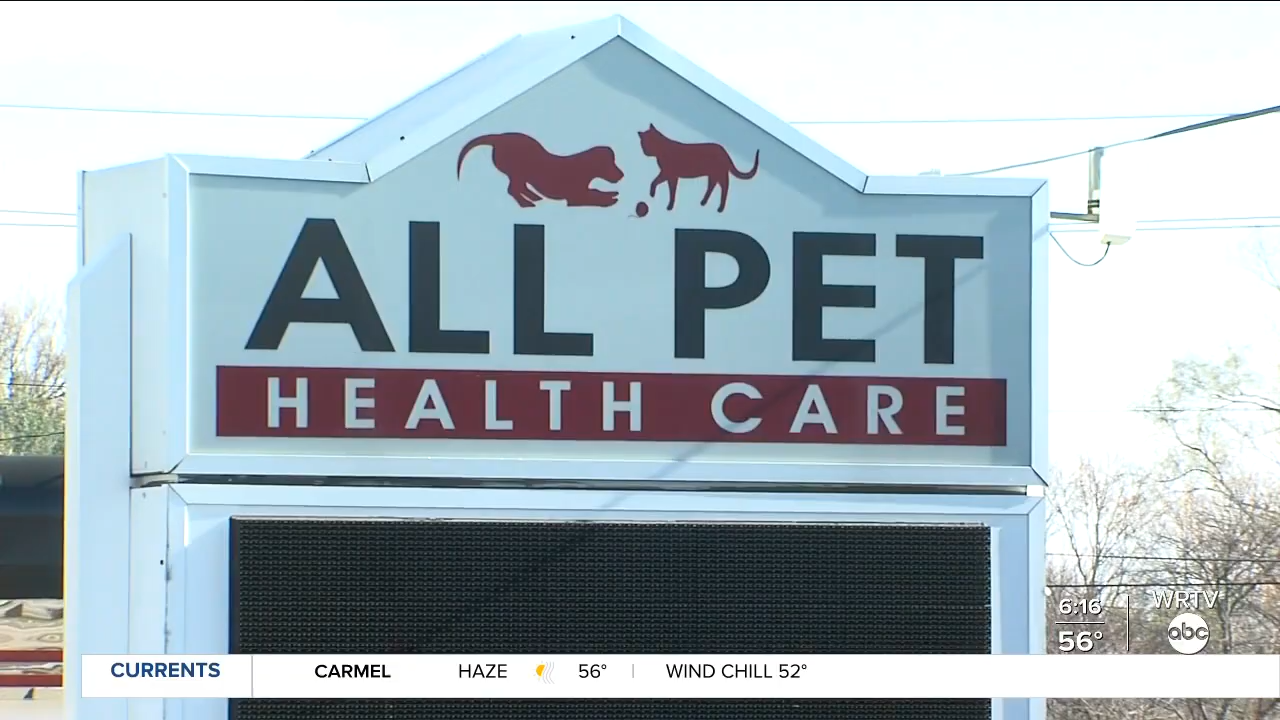 ALL PET
HEALTH CARE
6:16
56°
WRTV
abc
CURRENTS
CARMEL HAZE 56° WIND CHILL 52°